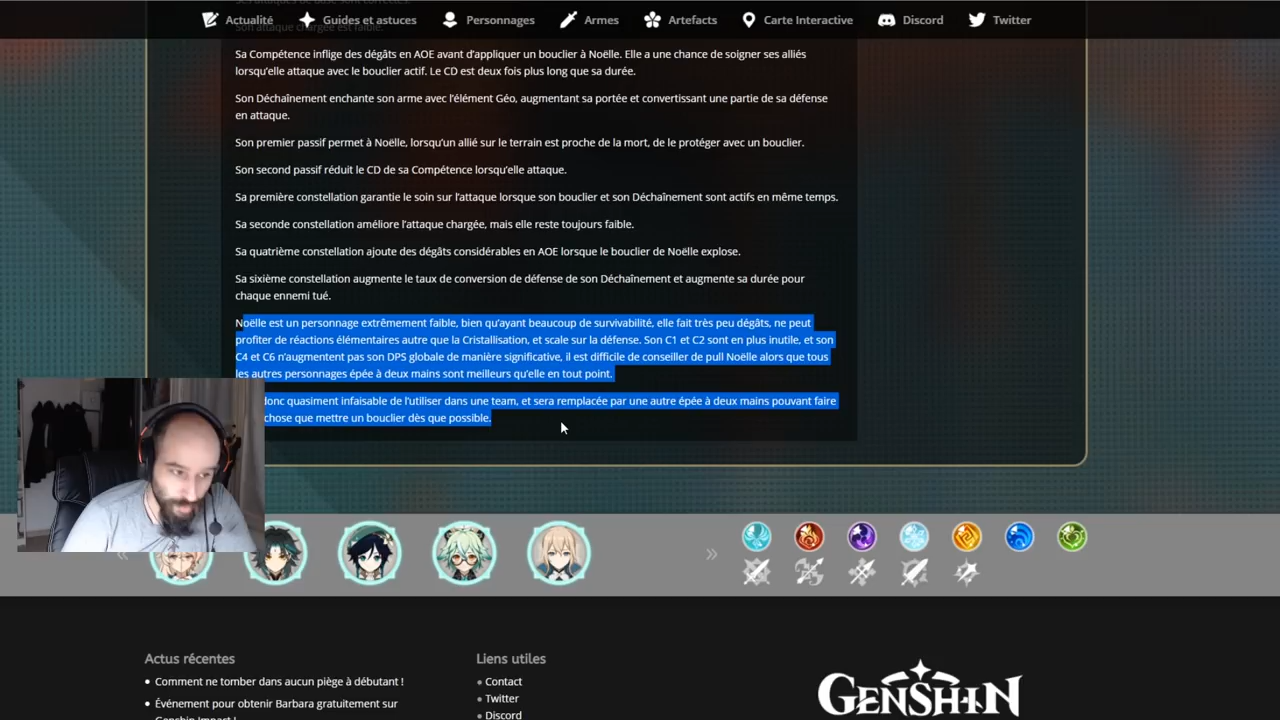 Ses attaques de base sont correctes.
Actualité Guides et astuces Personnages Armes Artefacts Carte Interactive Discord Twitter
Son attaque chargée est faible.
Sa Compétence inflige des dégâts en AOE avant d'appliquer un bouclier à Noëlle. Elle a une chance de soigner ses alliés
lorsqu'elle attaque avec le bouclier actif. Le CD est deux fois plus long que sa durée.
Son Déchaînement enchante son arme avec l'élément Géo, augmentant sa portée et convertissant une partie de sa défense
en attaque.
Son premier passif permet à Noëlle, lorsqu'un allié sur le terrain est proche de la mort, de le protéger avec un bouclier.
Son second passif réduit le CD de sa Compétence lorsqu'elle attaque.
Sa première constellation garantie le soin sur l'attaque lorsque son bouclier et son Déchaînement sont actifs en même temps.
Sa seconde constellation améliore l'attaque chargée, mais elle reste toujours faible.
Sa quatrième constellation ajoute des dégâts considérables en AOE lorsque le bouclier de Noëlle explose.
Sa sixième constellation augmente le taux de conversion de défense de son Déchaînement et augmente sa durée pour
chaque ennemi tué.
Noëlle est un personnage extrêmement faible, bien qu'ayant beaucoup de survivabilité, elle fait très peu dégâts, ne peut
profiter de réactions élémentaires autre que la Cristallisation, et scale sur la défense. Son C1 et C2 sont en plus inutile, et son
C4 et C6 n'augmentent pas son DPS globale de manière significative, il est difficile de conseiller de pull Noëlle alors que tous
les autres personnages épée à deux mains sont meilleurs qu'elle en tout point.
donc quasiment infaisable de l'utiliser dans une team, et sera remplacée par une autre épée à deux mains pouvant faire
chose que mettre un bouclier dès que possible.
Actus récentes
Comment ne tomber dans aucun piège à débutant !
Événement pour obtenir Barbara gratuitement sur
Genshin Impact !
Liens utiles
Contact
Twitter
Discord
GENSHIN